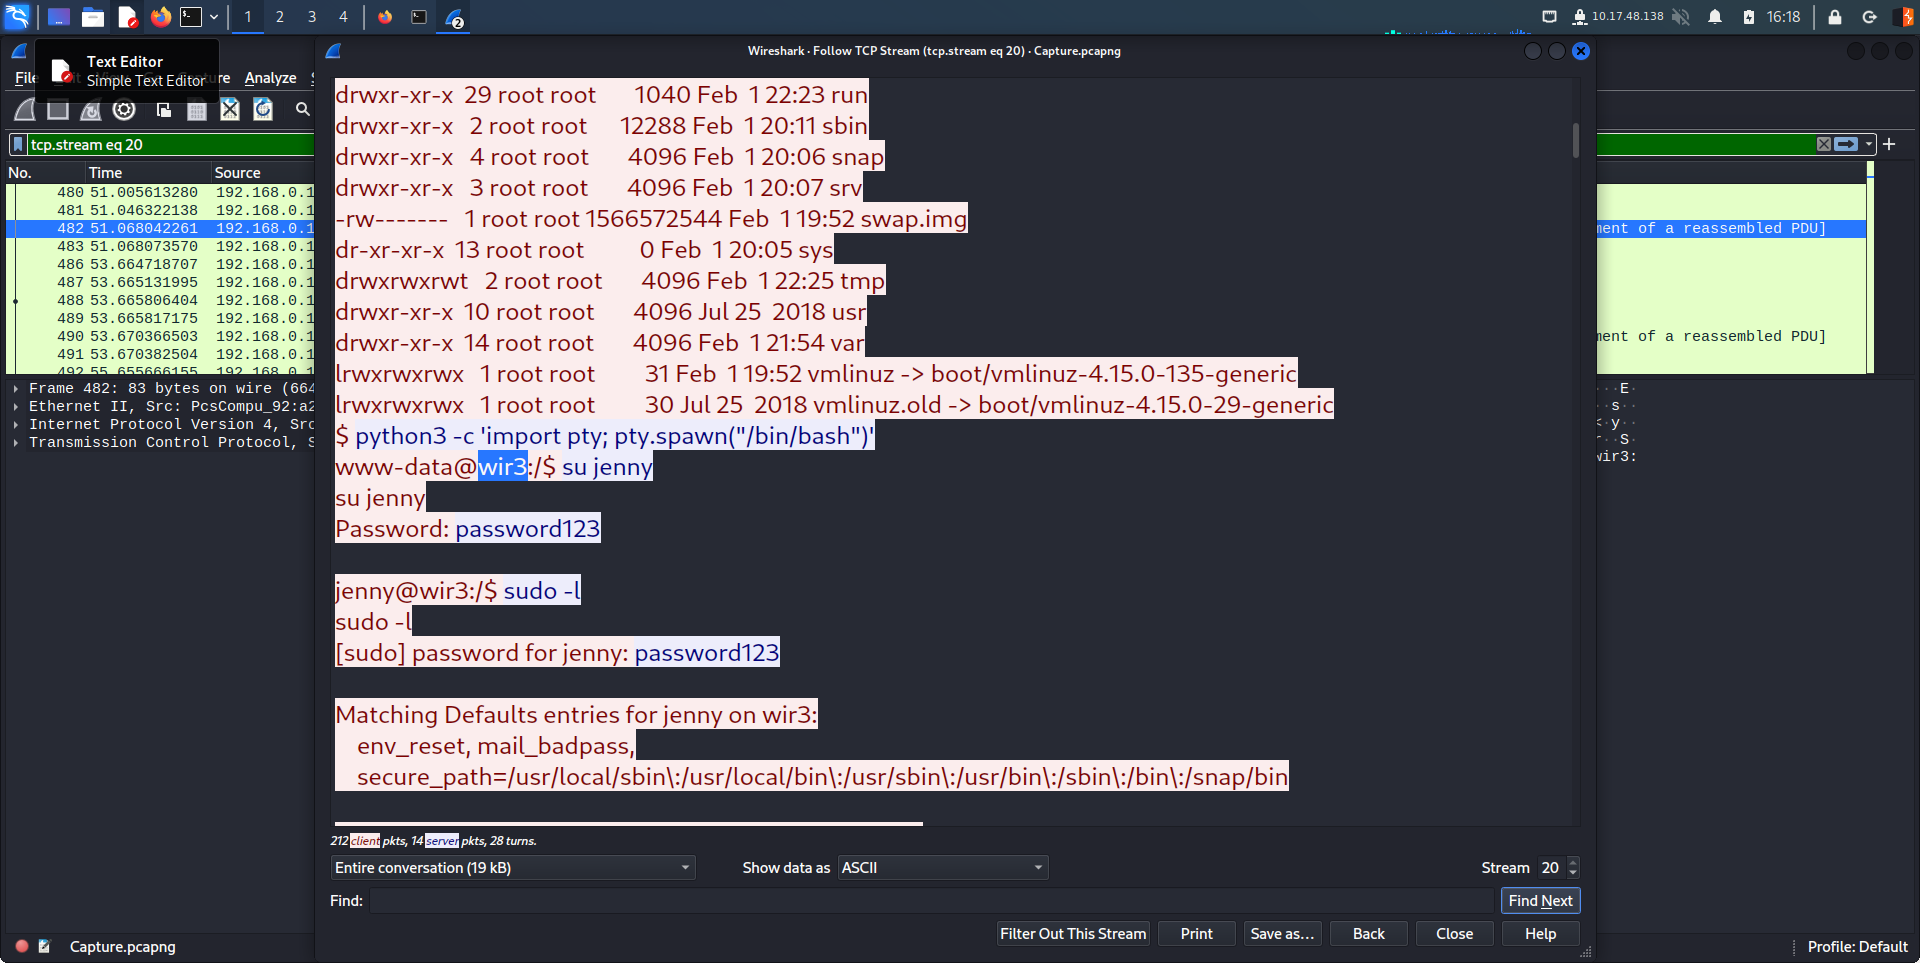 1 2 3 4 2 10.17.48.138 16:18
Text Editor
Simple Text Editor
Wireshark · Follow TCP Stream (tcp.stream eq 20) · Capture.pcapng
File Analyze
tcp.stream eq 20
No. Time Source
480 51.005613280 192.168.0.1
481 51.046322138 192.168.0.1
482 51.068042261 192.168.0.1
483 51.068073570 192.168.0.1
486 53.664718707 192.168.0.1
487 53.665131995 192.168.0.1
488 53.665806404 192.168.0.1
489 53.665817175 192.168.0.1
490 53.670366503 192.168.0.1
491 53.670382504 192.168.0.1
492 55.655666155 192.168.0.1
ment of a reassembled PDU]
ment of a reassembled PDU]
Frame 482: 83 bytes on wire (664
Ethernet II, Src: PcsCompu_92:a2
Internet Protocol Version 4, Src
Transmission Control Protocol, S
···E·
··s··
·<·y··
··r··S·
wir3:
drwxr-xr-x 29 root root 1040 Feb 1 22:23 run
drwxr-xr-x 2 root root 12288 Feb 1 20:11 sbin
drwxr-xr-x 4 root root 4096 Feb 1 20:06 snap
drwxr-xr-x 3 root root 4096 Feb 1 20:07 srv
-rw------- 1 root root 1566572544 Feb 1 19:52 swap.img
dr-xr-xr-x 13 root root 0 Feb 1 20:05 sys
drwxrwxrwt 2 root root 4096 Feb 1 22:25 tmp
drwxr-xr-x 10 root root 4096 Jul 25 2018 usr
drwxr-xr-x 14 root root 4096 Feb 1 21:54 var
lrwxrwxrwx 1 root root 31 Feb 1 19:52 vmlinuz -> boot/vmlinuz-4.15.0-135-generic
lrwxrwxrwx 1 root root 30 Jul 25 2018 vmlinuz.old -> boot/vmlinuz-4.15.0-29-generic
$ python3 -c 'import pty; pty.spawn("/bin/bash")'
www-data@wir3:/$ su jenny
su jenny
Password: password123
jenny@wir3:/$ sudo -l
sudo -l
[sudo] password for jenny: password123
Matching Defaults entries for jenny on wir3:
env_reset, mail_badpass,
secure_path=/usr/local/sbin\:/usr/local/bin\:/usr/sbin\:/usr/bin\:/sbin\:/bin\:/snap/bin
212 client pkts, 14 server pkts, 28 turns.
Entire conversation (19 kB) Show data as ASCII Stream 20
Find: Find Next
Filter Out This Stream Print Save as… Back Close Help
Capture.pcapng Profile: Default